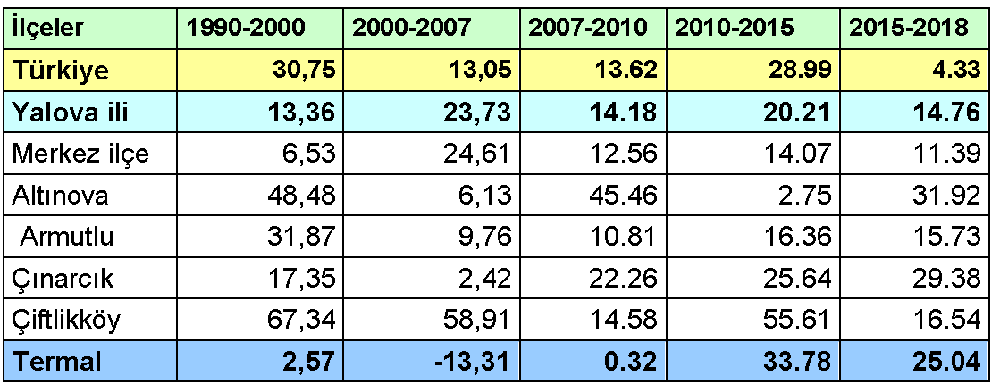 İlçeler 1990-2000 2000-2007 2007-2010 2010-2015 2015-2018
Türkiye 30,75 13,05 13.62 28.99 4.33
Yalova ili 13,36 23,73 14.18 20.21 14.76
Merkez ilçe 6,53 24,61 12.56 14.07 11.39
Altınova 48,48 6,13 45.46 2.75 31.92
Armutlu 31,87 9,76 10.81 16.36 15.73
Çınarcık 17,35 2,42 22.26 25.64 29.38
Çiftlikköy 67,34 58,91 14.58 55.61 16.54
Termal 2,57 -13,31 0.32 33.78 25.04